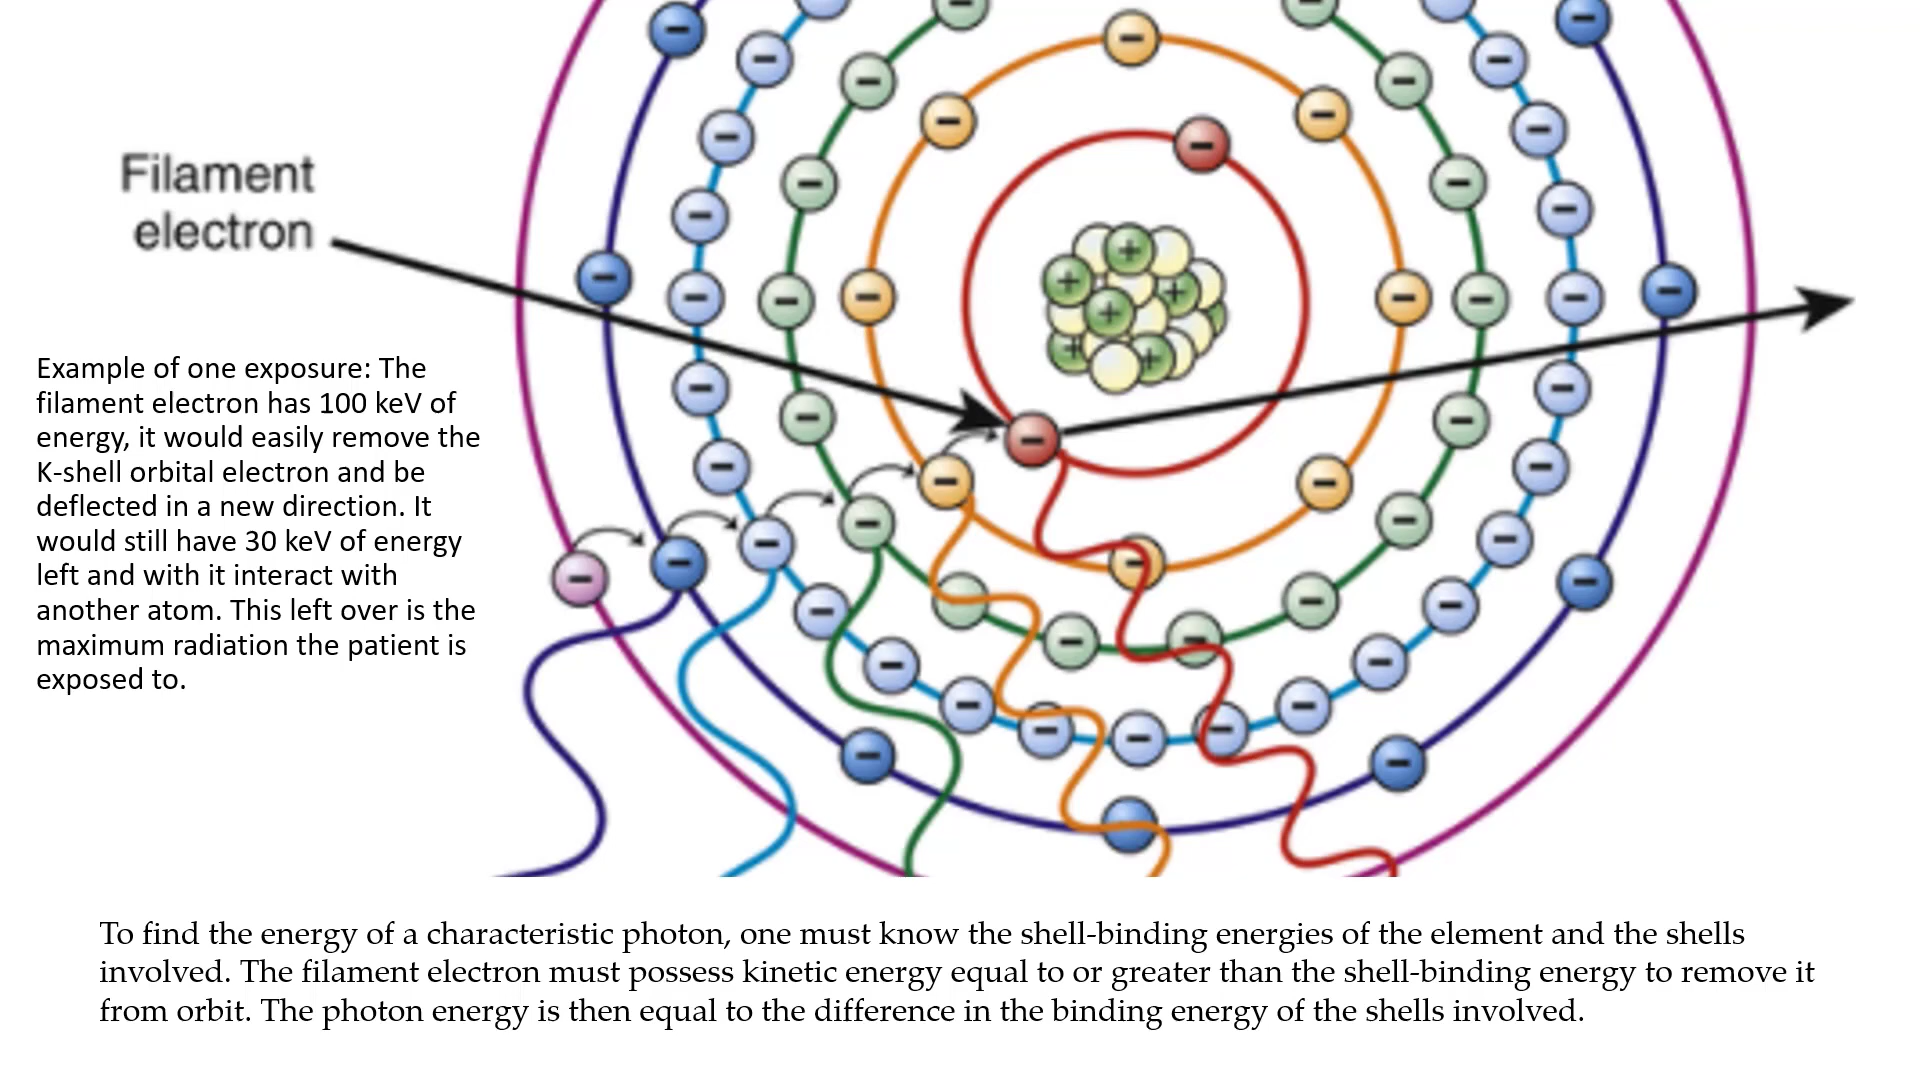 Filament
electron
Example of one exposure: The
filament electron has 100 keV of
energy, it would easily remove the
K-shell orbital electron and be
deflected in a new direction. It
would still have 30 keV of energy
left and with it interact with
another atom. This left over is the
maximum radiation the patient is
exposed to.
To find the energy of a characteristic photon, one must know the shell-binding energies of the element and the shells
involved. The filament electron must possess kinetic energy equal to or greater than the shell-binding energy to remove it
from orbit. The photon energy is then equal to the difference in the binding energy of the shells involved.